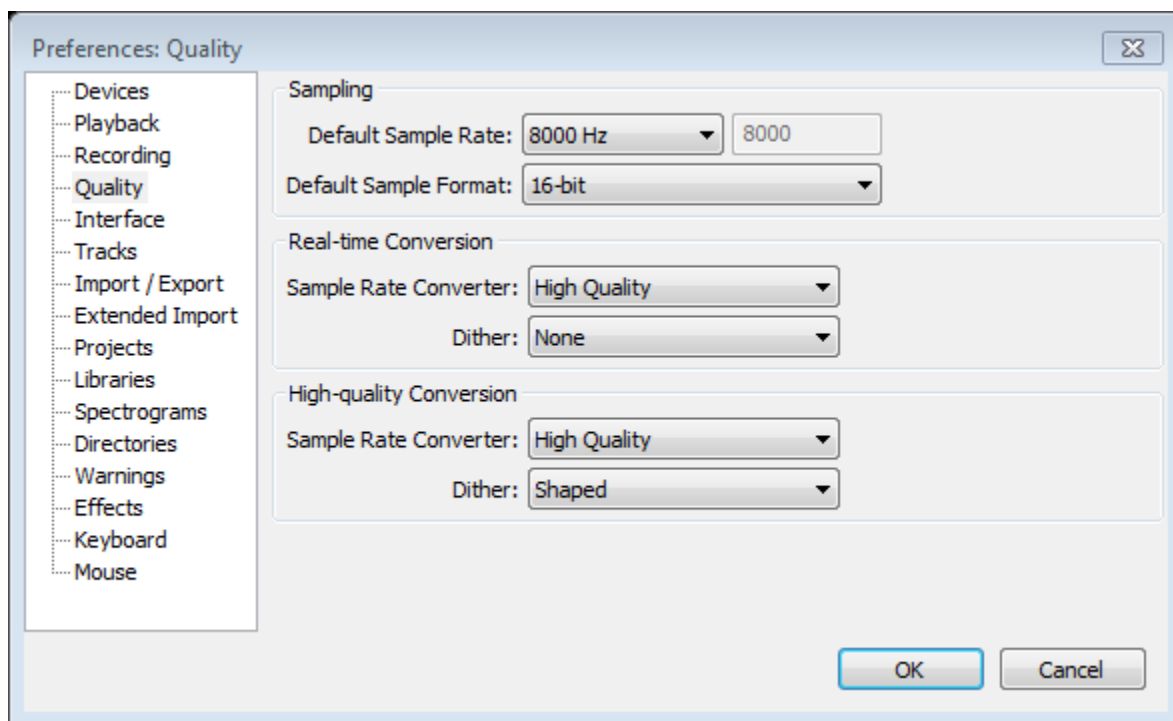 Preferences: Quality
Devices
Playback
Recording
Quality
Interface
Tracks
Import / Export
Extended Import
Projects
Libraries
Spectrograms
Directories
Warnings
Effects
Keyboard
Mouse
Sampling
Default Sample Rate: 8000 Hz 8000
Default Sample Format: 16-bit
Real-time Conversion
Sample Rate Converter: High Quality
Dither: None
High-quality Conversion
Sample Rate Converter: High Quality
Dither: Shaped
OK Cancel